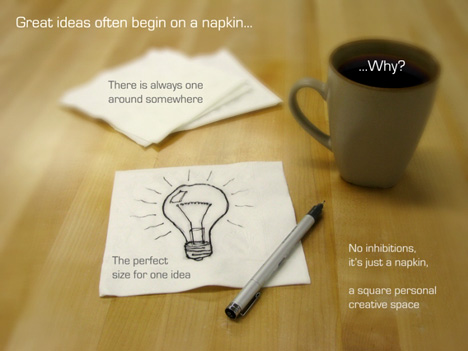 Great ideas often begin on a napkin...
...Why?
There is always one
around somewhere
The perfect
size for one idea
No inhibitions,
it's just a napkin,
a square personal
creative space